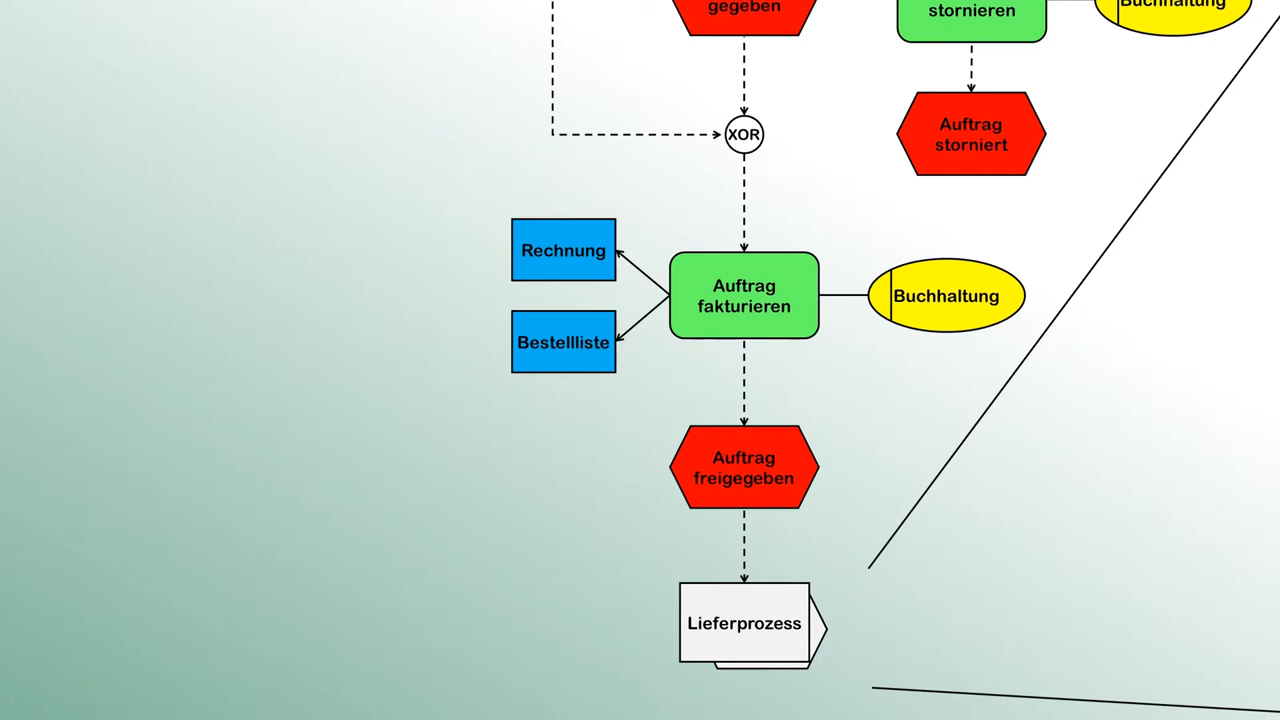 gegeben
stornieren
Buchhaltung
XOR
Auftrag
storniert
Rechnung
Auftrag
fakturieren
Buchhaltung
Bestellliste
Auftrag
freigegeben
Lieferprozess